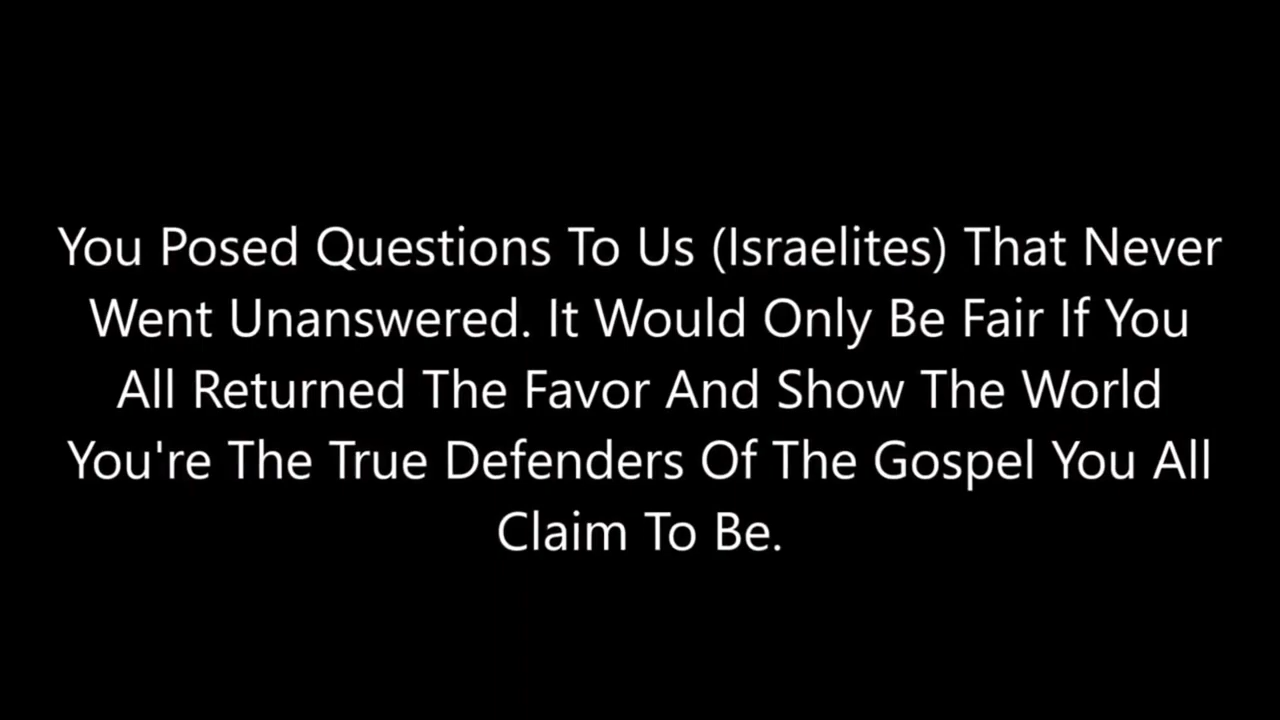 You Posed Questions To Us (Israelites) That Never
Went Unanswered. It Would Only Be Fair If You
All Returned The Favor And Show The World
You're The True Defenders Of The Gospel You All
Claim To Be.